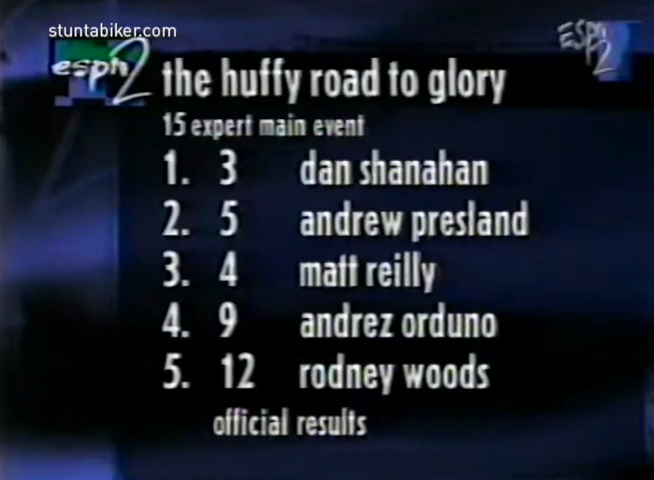 stuntabiker.com
espn2
ESPN2
the huffy road to glory
15 expert main event
1. 3 dan shanahan
2. 5 andrew presland
3. 4 matt reilly
4. 9 andrez orduno
5. 12 rodney woods
official results